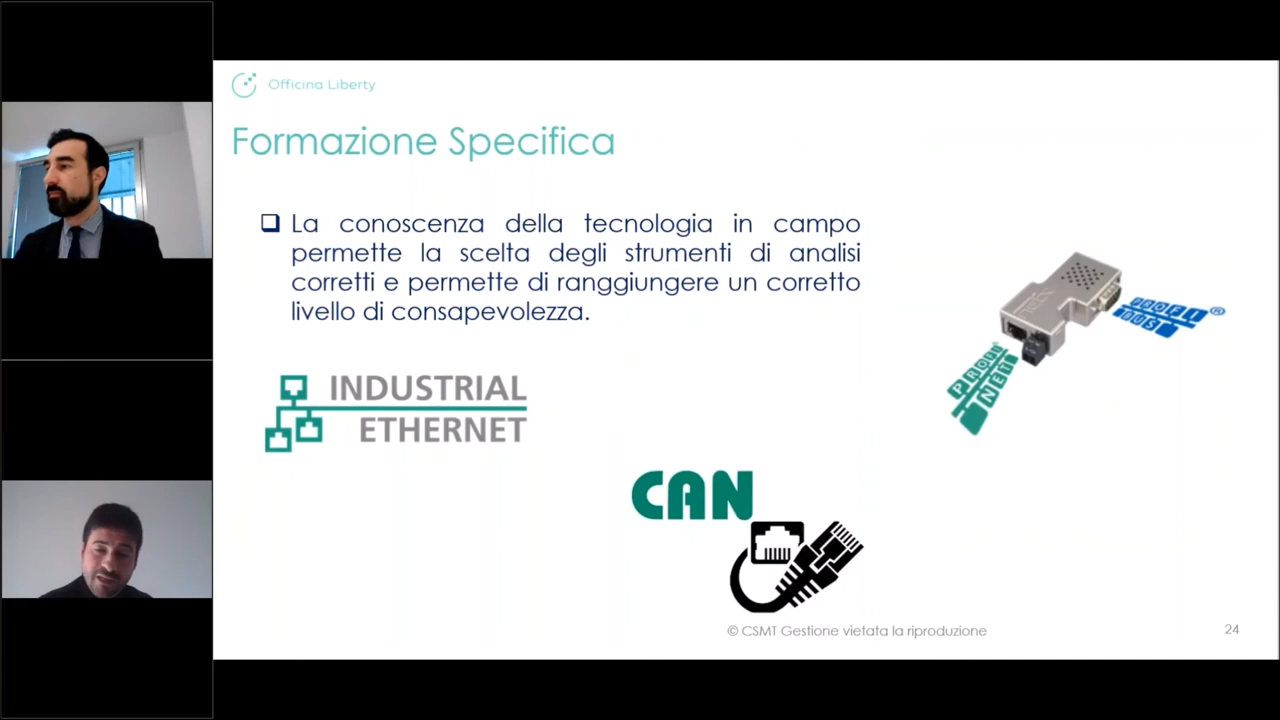 Officina Liberty
Formazione Specifica
La conoscenza della tecnologia in campo
permette la scelta degli strumenti di analisi
corretti e permette di ranggiungere un corretto
livello di consapevolezza.
INDUSTRIAL
ETHERNET
PROFI
BUS
®
PROFI
NET
CAN
© CSMT Gestione vietata la riproduzione
24